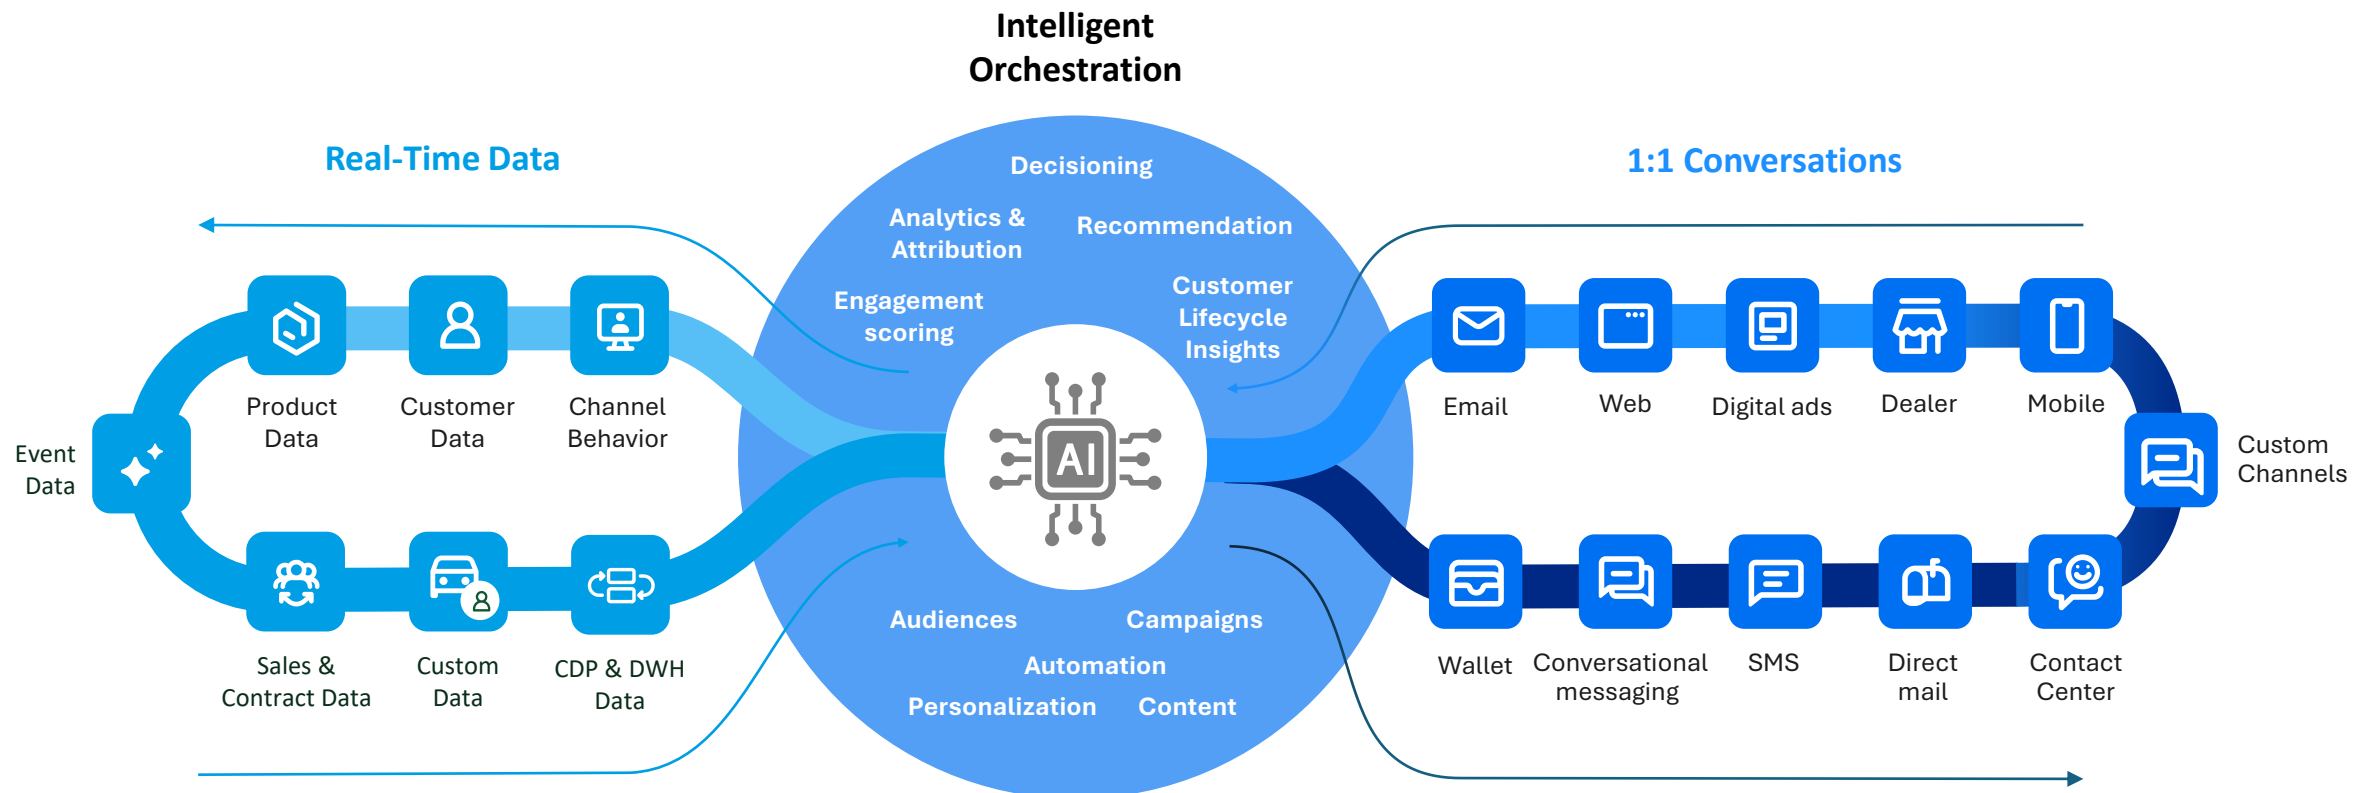 Intelligent
Orchestration
Real-Time Data
1:1 Conversations
Decisioning
Analytics &
Attribution
Recommendation
Engagement
scoring
Customer
Lifecycle
Insights
AI
Product
Data
Customer
Data
Channel
Behavior
Event
Data
Sales &
Contract Data
Custom
Data
CDP & DWH
Data
Audiences
Campaigns
Automation
Personalization
Content
Email
Web
Digital ads
Dealer
Mobile
Custom
Channels
Wallet
Conversational
messaging
SMS
Direct
mail
Contact
Center